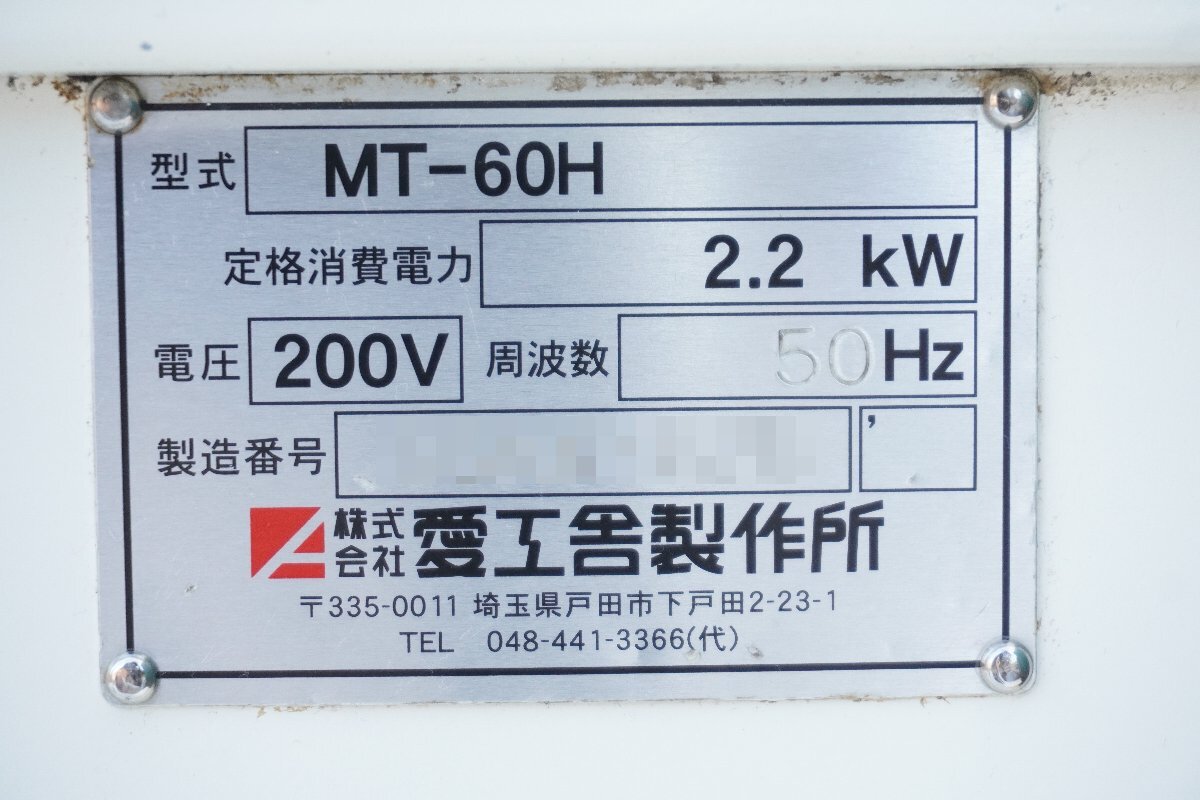 型式 MT-60H
定格消費電力 2.2 kW
電圧 200V 周波数 50Hz
製造番号 ,
株式会社 愛工舎製作所
〒335-0011 埼玉県戸田市下戸田2-23-1
TEL 048-441-3366(代)